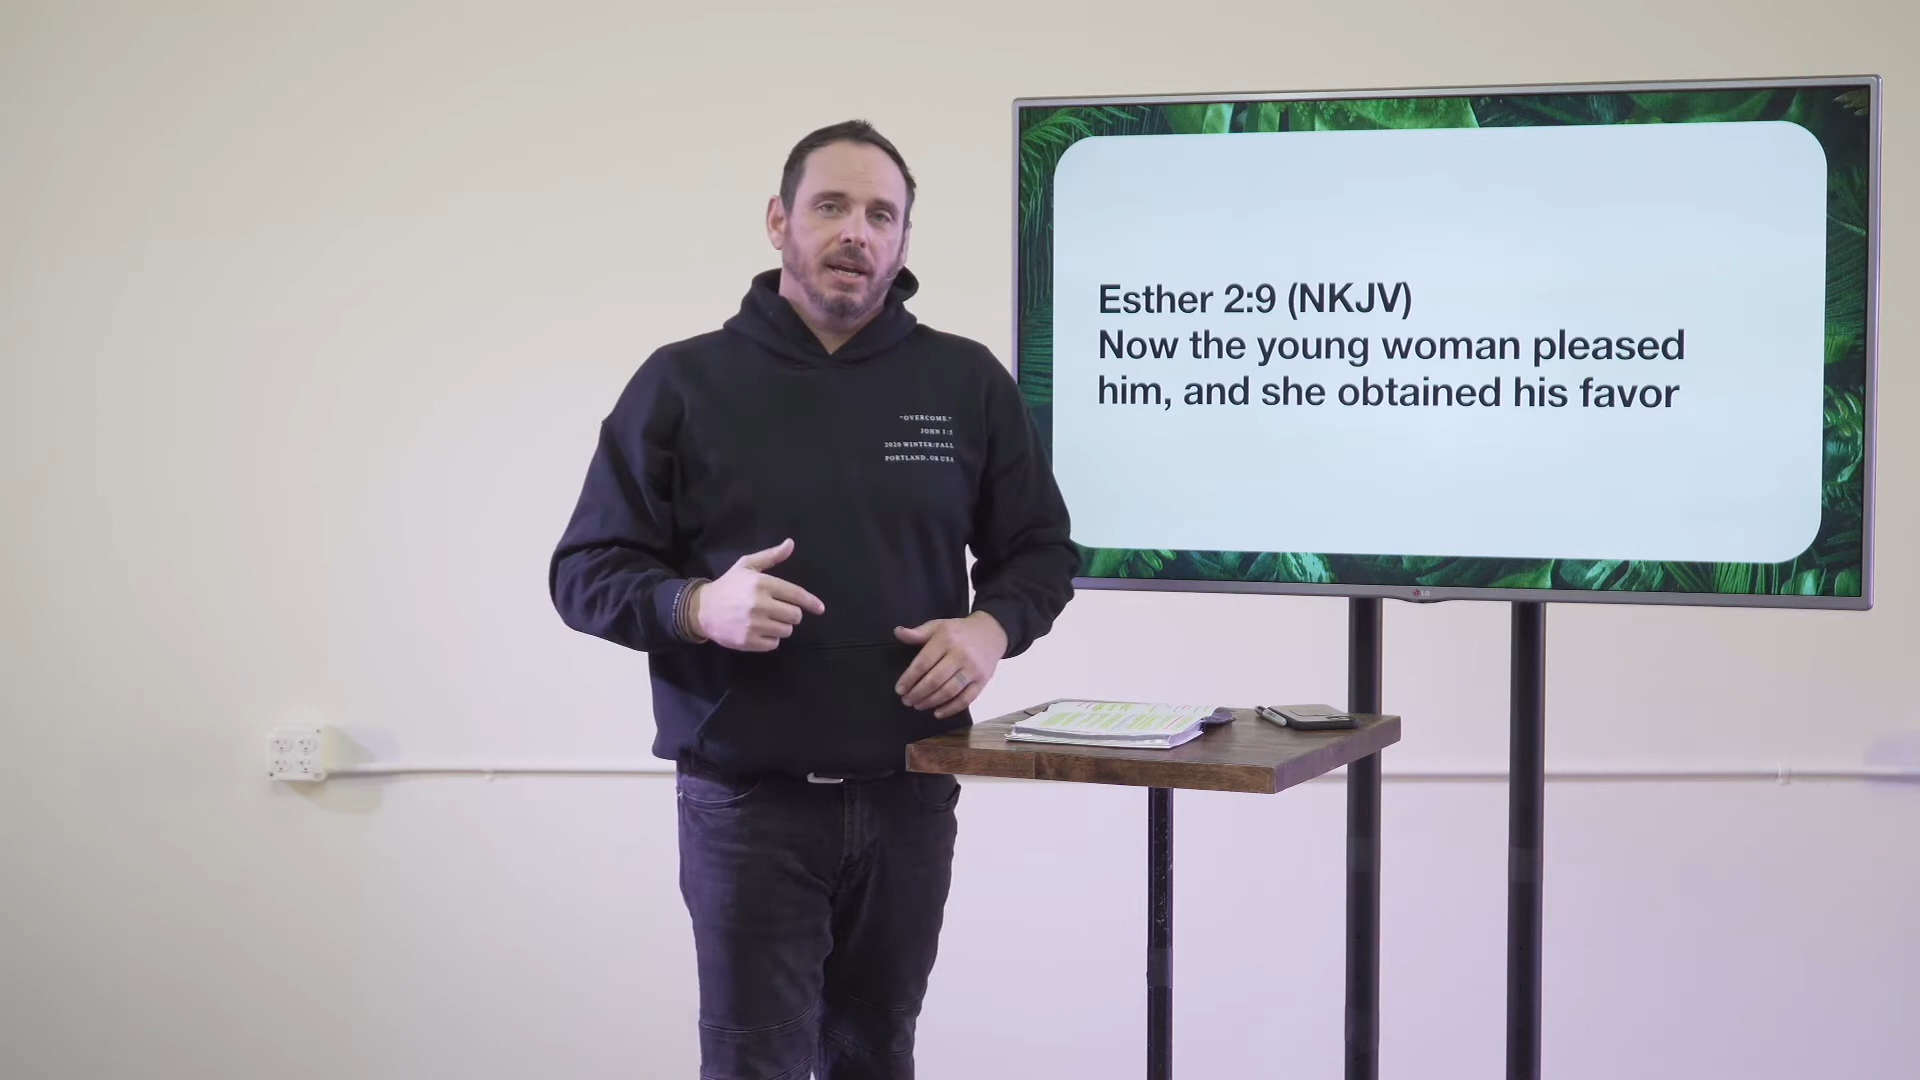 Esther 2:9 (NKJV)
Now the young woman pleased
him, and she obtained his favor
"OVERCOME."
JOHN 1:5
2020 WINTER/FALL
PORTLAND, OR USA
LG